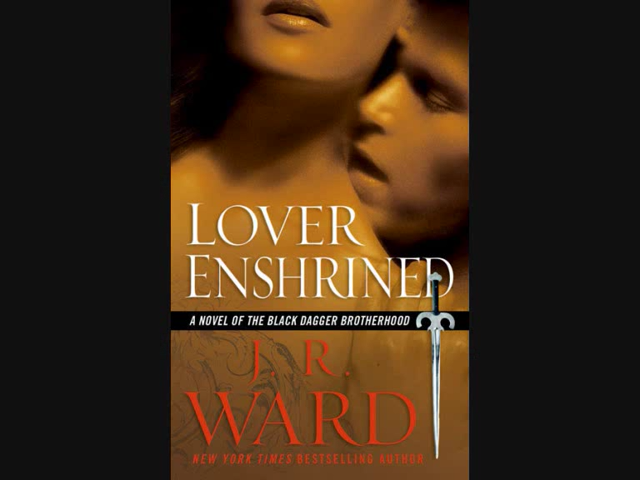 LOVER
ENSHRINED
A NOVEL OF THE BLACK DAGGER BROTHERHOOD
J. R.
WARD
NEW YORK TIMES BESTSELLING AUTHOR